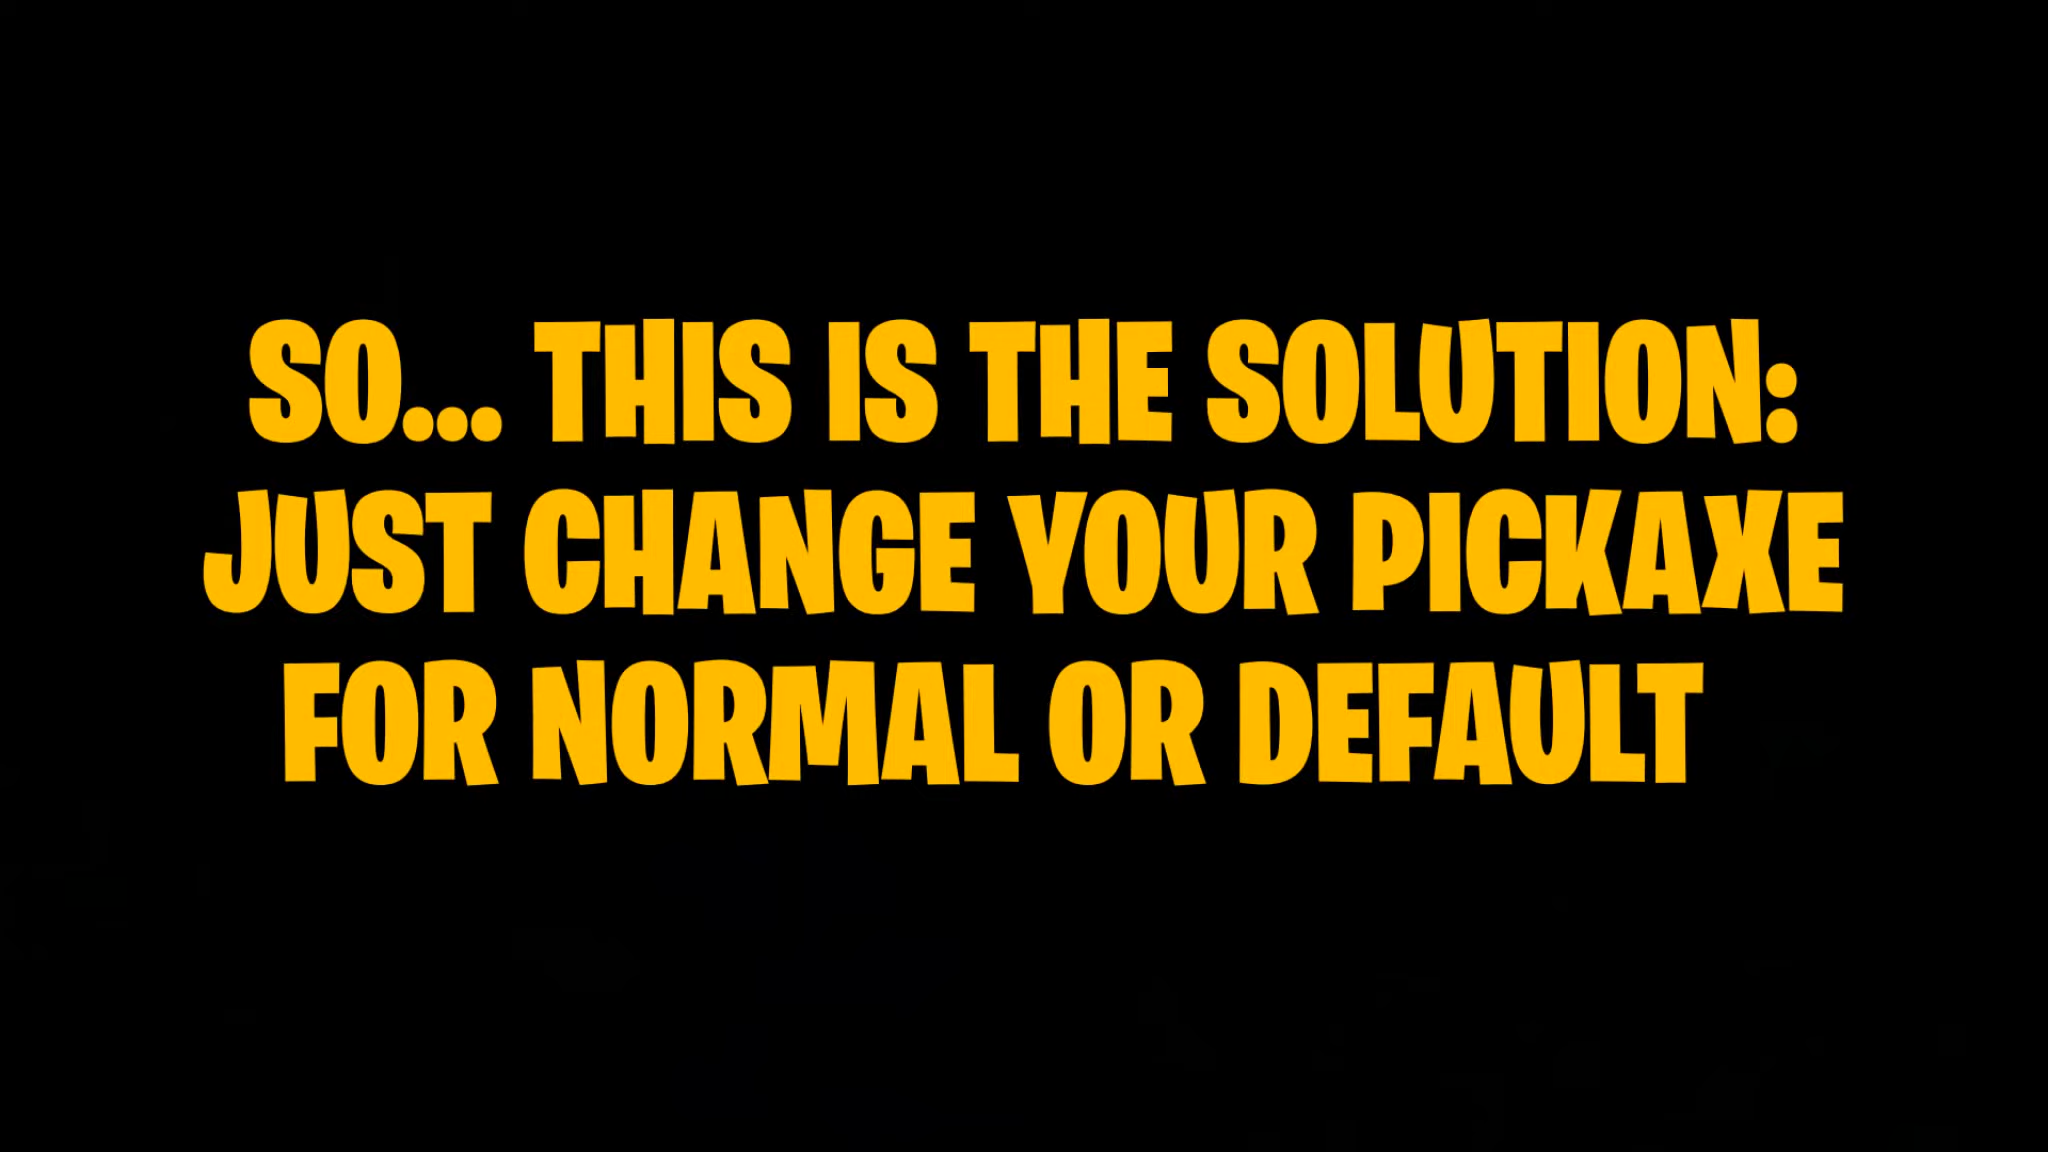 SO... THIS IS THE SOLUTION:
JUST CHANGE YOUR PICKAXE
FOR NORMAL OR DEFAULT